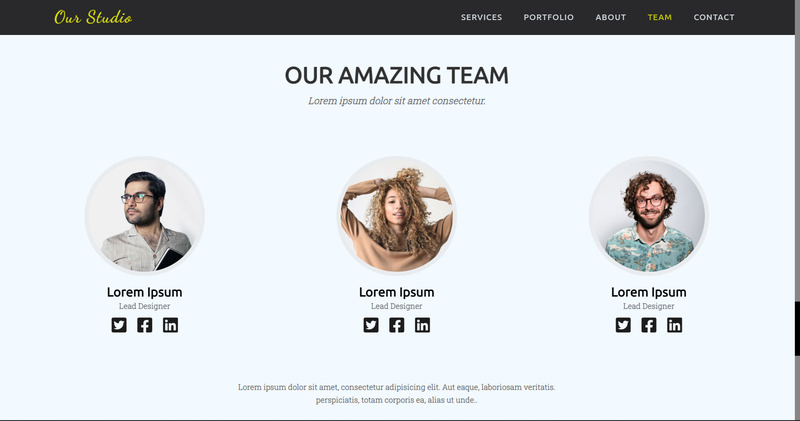 Our Studio
SERVICES PORTFOLIO ABOUT TEAM CONTACT
OUR AMAZING TEAM
Lorem ipsum dolor sit amet consectetur.
Lorem Ipsum
Lead Designer
Lorem Ipsum
Lead Designer
Lorem Ipsum
Lead Designer
Lorem ipsum dolor sit amet, consectetur adipisicing elit. Aut eaque, laboriosam veritatis.
perspiciatis, totam corporis ea, alias ut unde..